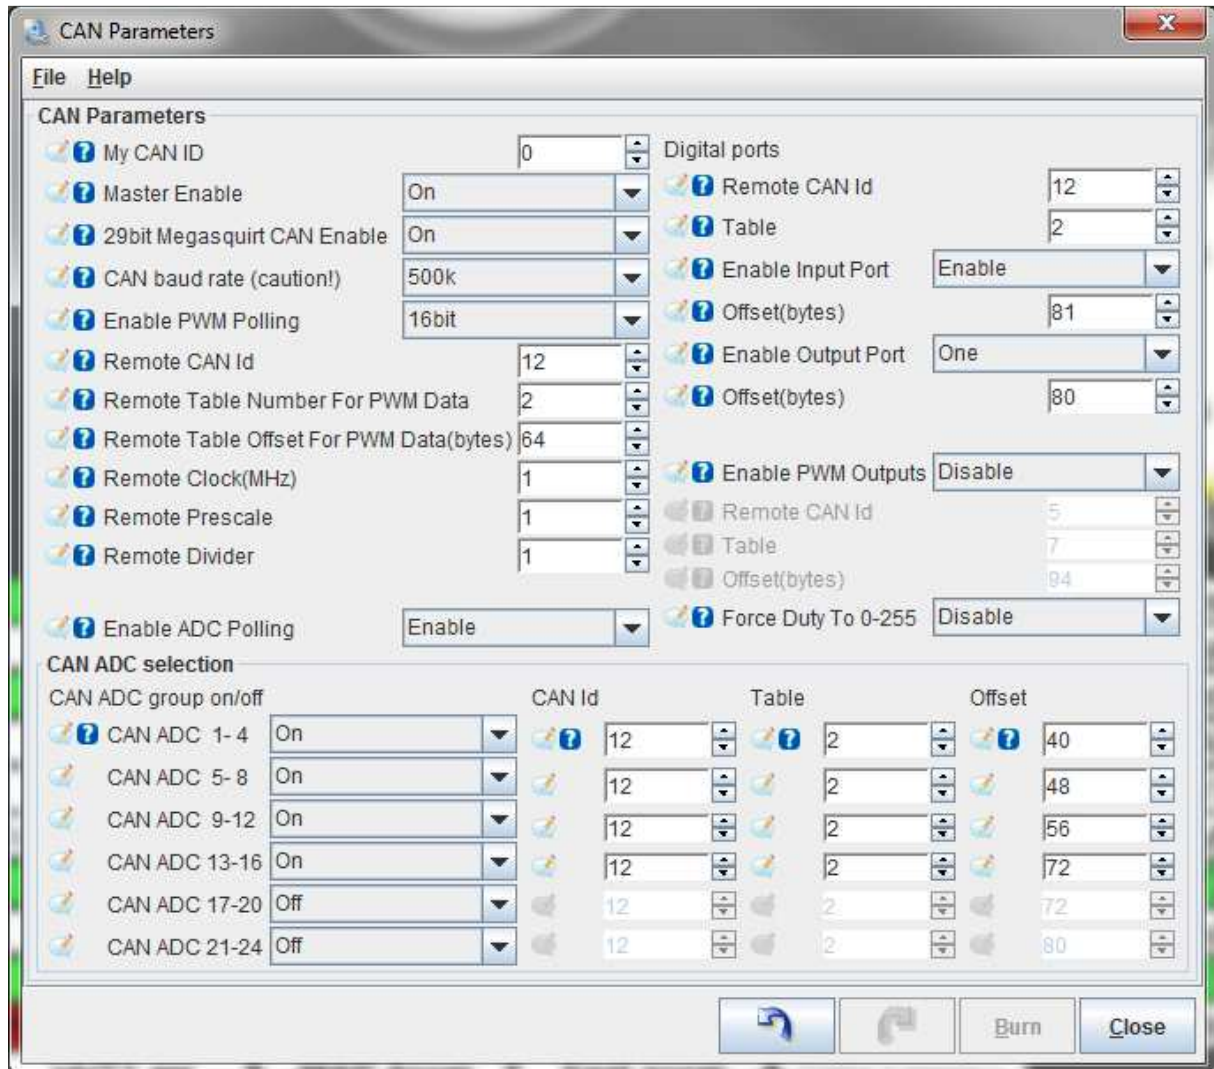 CAN Parameters
File Help
CAN Parameters
My CAN ID 0
Master Enable On
29bit Megasquirt CAN Enable On
CAN baud rate (caution!) 500k
Enable PWM Polling 16bit
Remote CAN Id 12
Remote Table Number For PWM Data 2
Remote Table Offset For PWM Data(bytes) 64
Remote Clock(MHz) 1
Remote Prescale 1
Remote Divider 1
Enable ADC Polling Enable
Digital ports
Remote CAN Id 12
Table 2
Enable Input Port Enable
Offset(bytes) 81
Enable Output Port One
Offset(bytes) 80
Enable PWM Outputs Disable
Remote CAN Id 5
Table 7
Offset(bytes) 94
Force Duty To 0-255 Disable
CAN ADC selection
CAN ADC group on/off CAN Id Table Offset
CAN ADC 1- 4 On 12 2 40
CAN ADC 5- 8 On 12 2 48
CAN ADC 9-12 On 12 2 56
CAN ADC 13-16 On 12 2 72
CAN ADC 17-20 Off 12 2 72
CAN ADC 21-24 Off 12 2 80
Burn Close